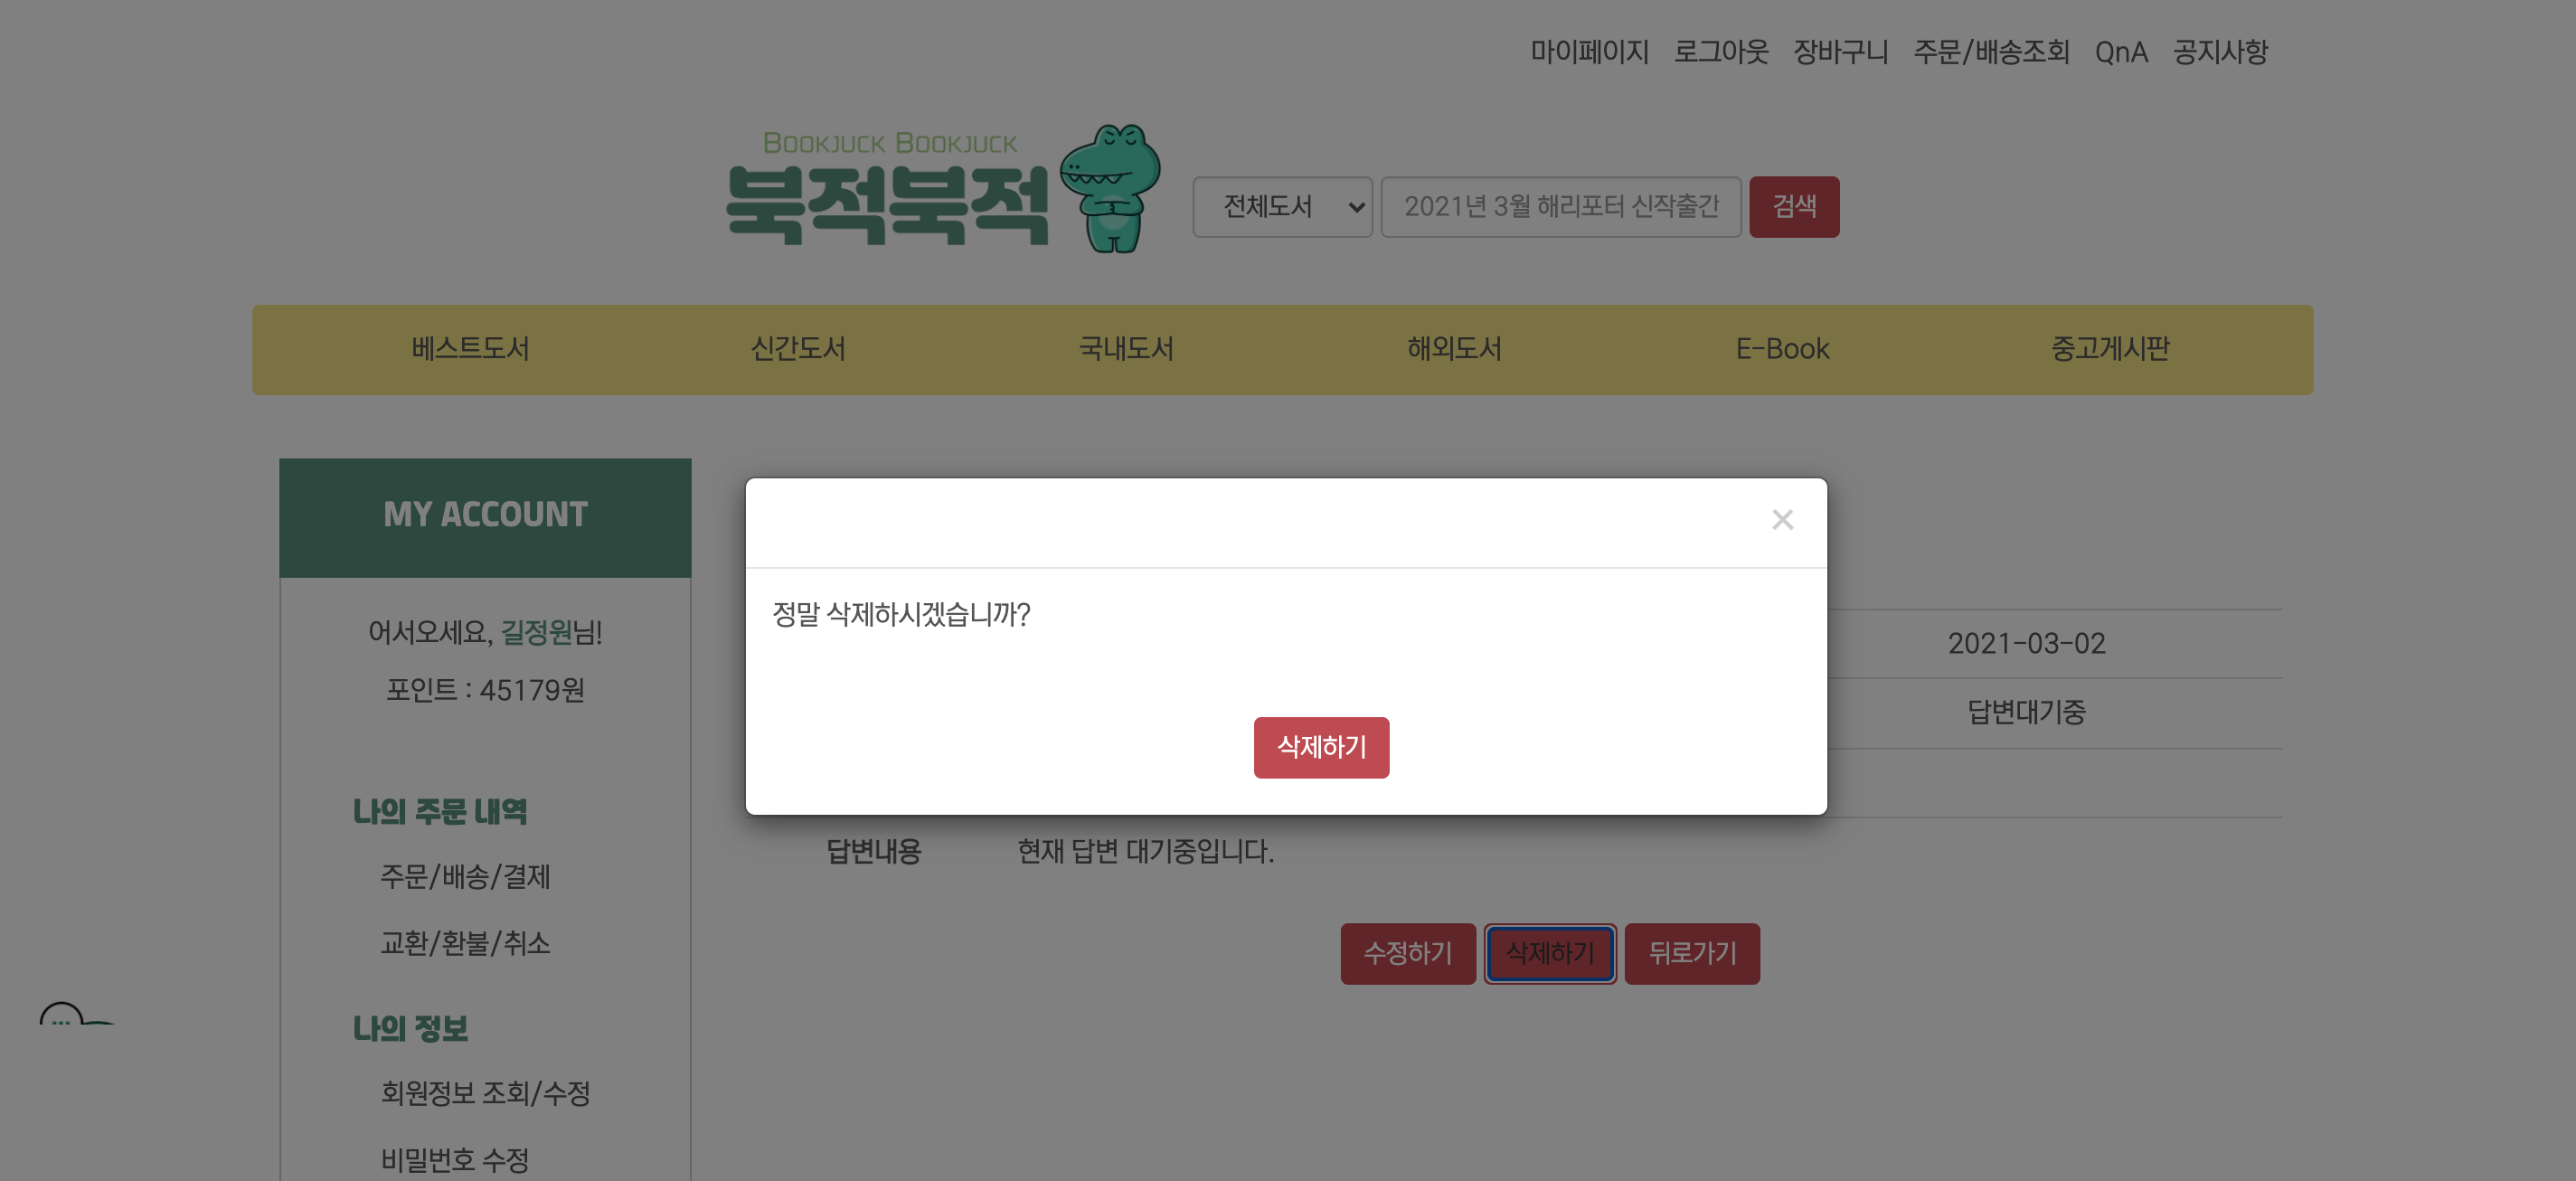 마이페이지 로그아웃 장바구니 주문/배송조회 QnA 공지사항
BOOKJUCK BOOKJUCK
북적북적
전체도서 2021년 3월 해리포터 신작출간 검색
베스트도서 신간도서 국내도서 해외도서 E-Book 중고게시판
MY ACCOUNT
×
정말 삭제하시겠습니까?
삭제하기
어서오세요, 길정원님!
포인트 : 45179원
2021-03-02
답변대기중
나의 주문 내역
주문/배송/결제
교환/환불/취소
나의 정보
회원정보 조회/수정
비밀번호 수정
답변내용 현재 답변 대기중입니다.
수정하기 삭제하기 뒤로가기